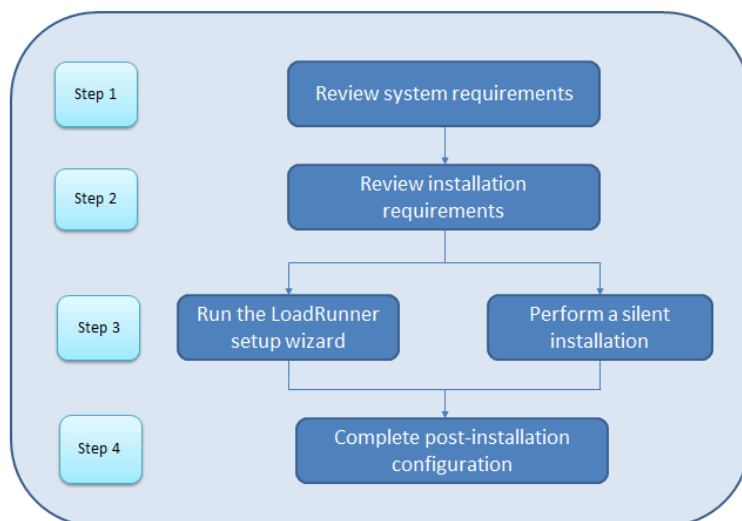 Step 1
Review system requirements
Step 2
Review installation
requirements
Step 3
Run the LoadRunner
setup wizard
Perform a silent
installation
Step 4
Complete post-installation
configuration